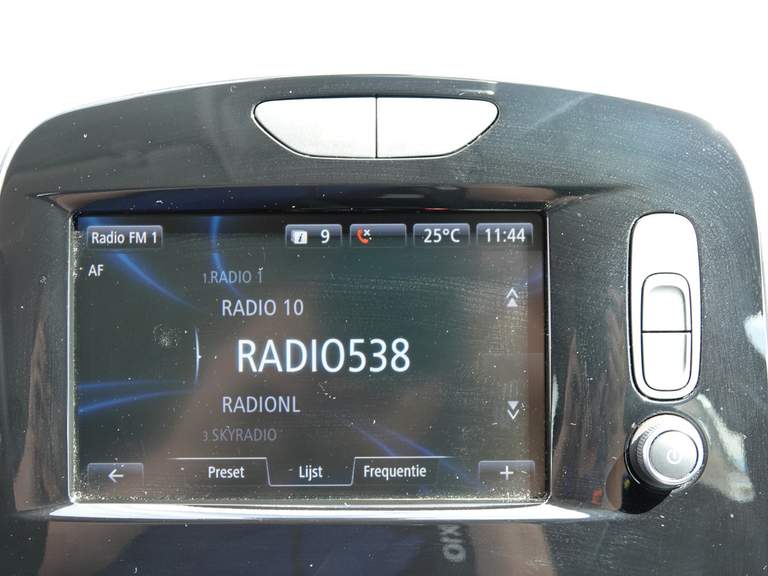 Radio FM 1
i 9
25°C
11:44
AF
1.RADIO 1
RADIO 10
RADIO538
RADIONL
3 SKYRADIO
Preset
Lijst
Frequentie
+